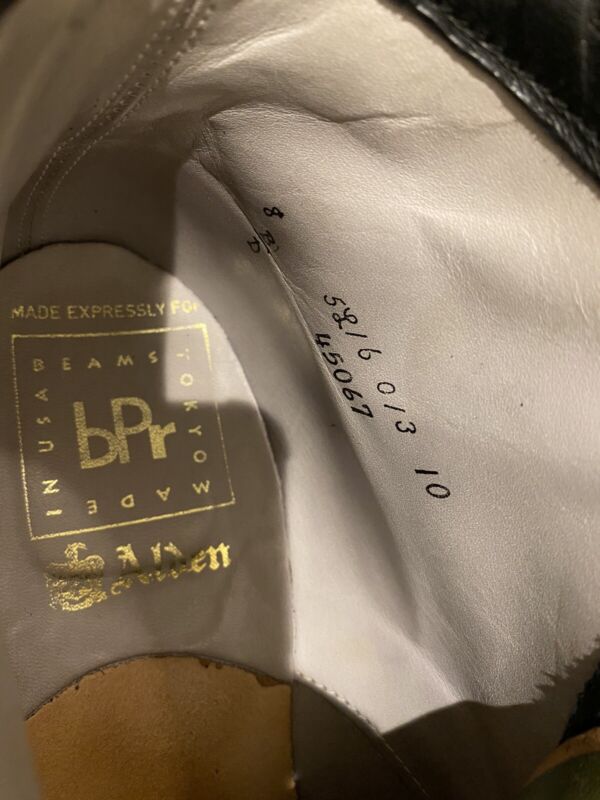 MADE EXPRESSLY FOR
BEAMS TOKYO MADE IN USA
bPr
Alden
8
D
5816 013 10
45067